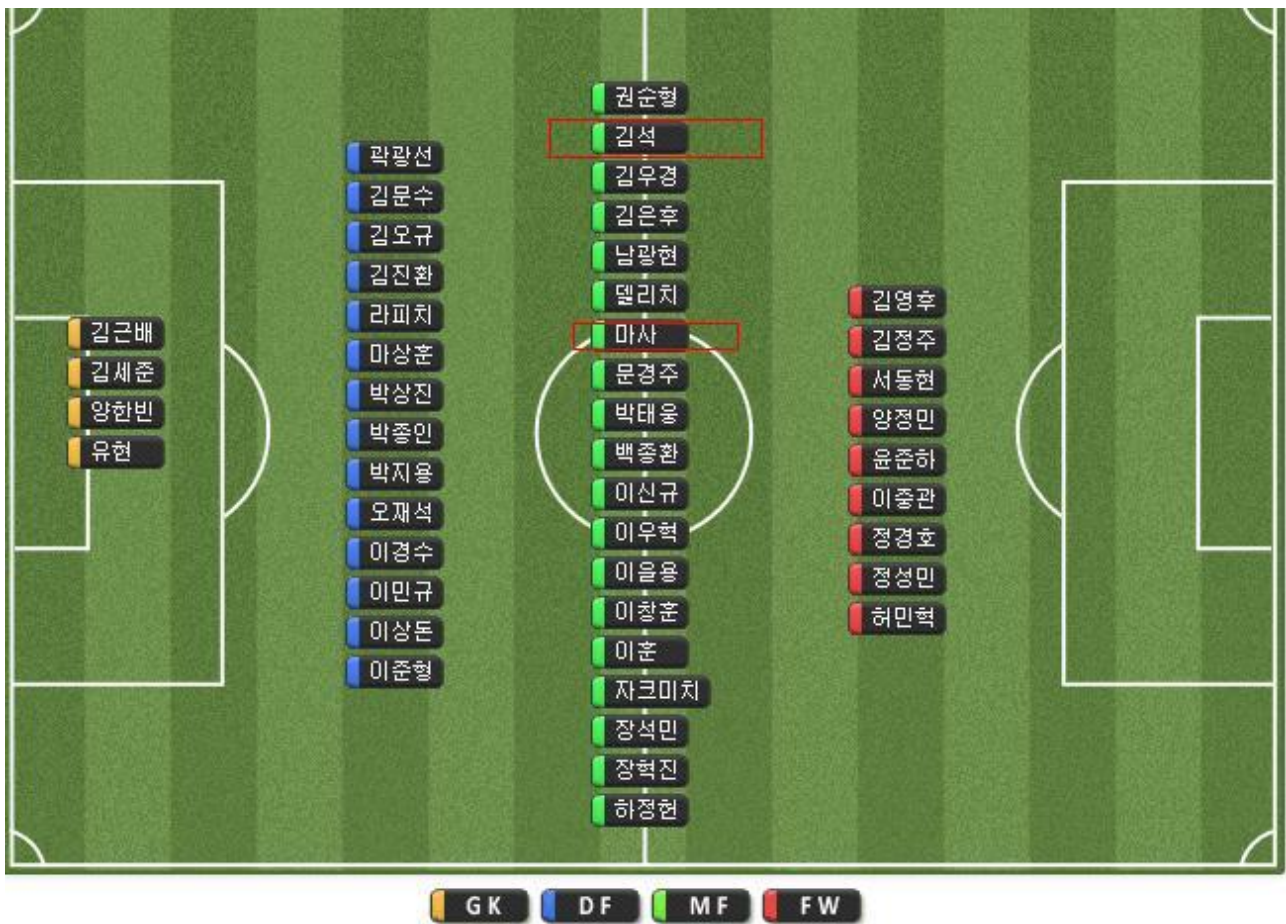 김근배
김세준
양한빈
유현
곽광선
김문수
김오규
김진환
라피치
마상훈
박상진
박종인
박지용
오재석
이경수
이민규
이상돈
이준형
권순형
김석
김우경
김은후
남광현
델리치
마사
문경주
박태웅
백종환
이신규
이우혁
이을용
이창훈
이훈
자크미치
장석민
장혁진
하정헌
김영후
김정주
서동현
양정민
윤준하
이중관
정경호
정성민
허민혁
GK DF MF FW